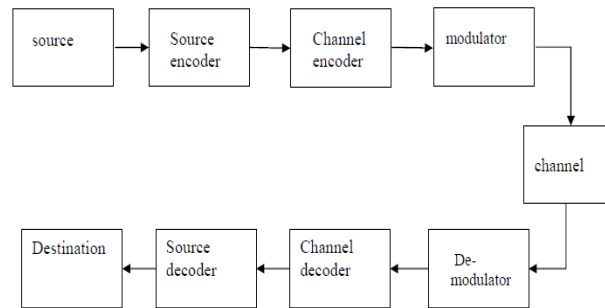 source
Source
encoder
Channel
encoder
modulator
channel
Destination
Source
decoder
Channel
decoder
De-
modulator